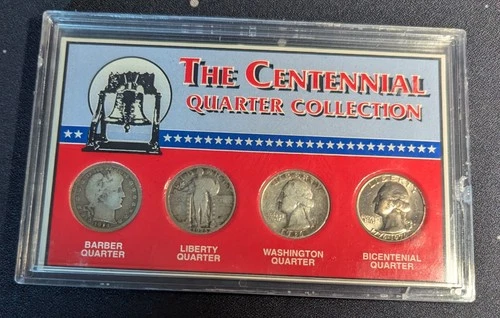 THE CENTENNIAL
QUARTER COLLECTION
BARBER
QUARTER
LIBERTY
QUARTER
WASHINGTON
QUARTER
BICENTENIAL
QUARTER